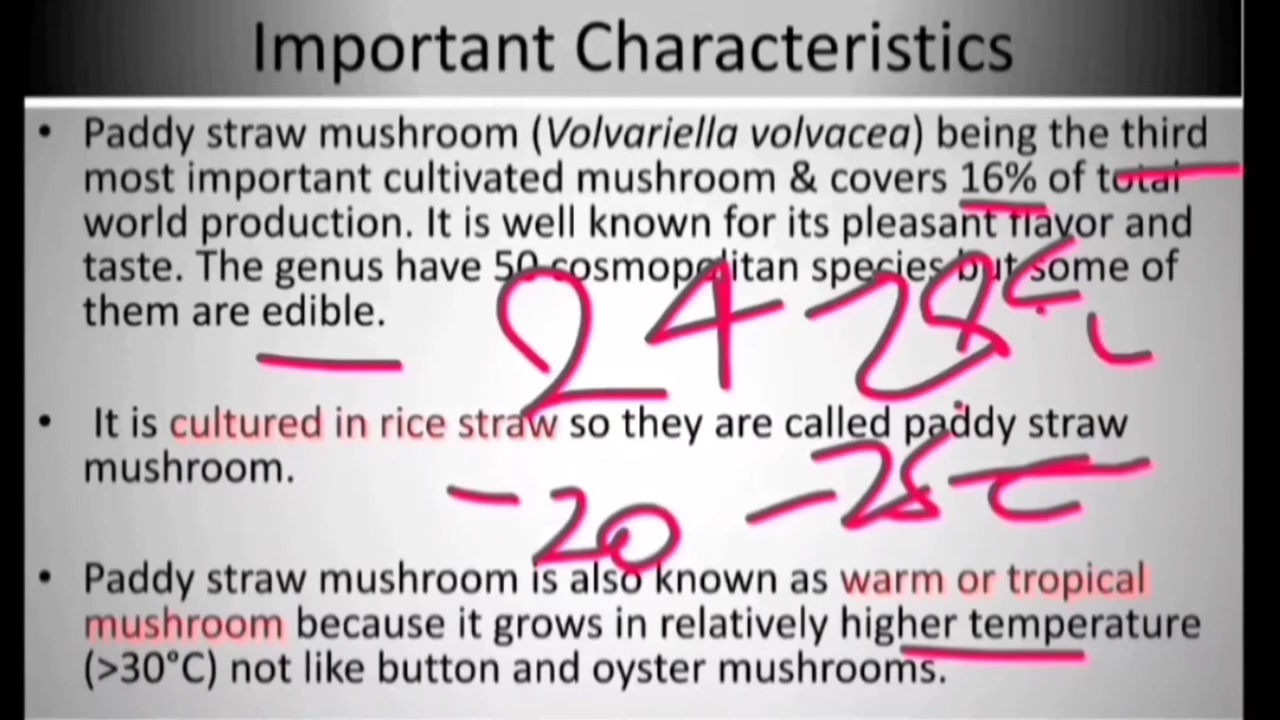 Important Characteristics
• Paddy straw mushroom (Volvariella volvacea) being the third
most important cultivated mushroom & covers 16% of total
world production. It is well known for its pleasant flavor and
taste. The genus have 50 cosmopolitan species but some of
them are edible.
24 - 28°C
• It is cultured in rice straw so they are called paddy straw
mushroom.
- 20 - 25 - C
• Paddy straw mushroom is also known as warm or tropical
mushroom because it grows in relatively higher temperature
(>30°C) not like button and oyster mushrooms.